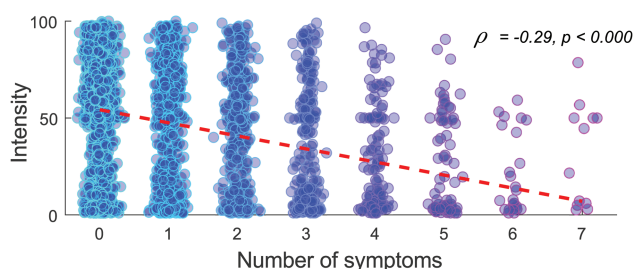 100
ρ = -0.29, p < 0.000
Intensity
50
0
0 1 2 3 4 5 6 7
Number of symptoms